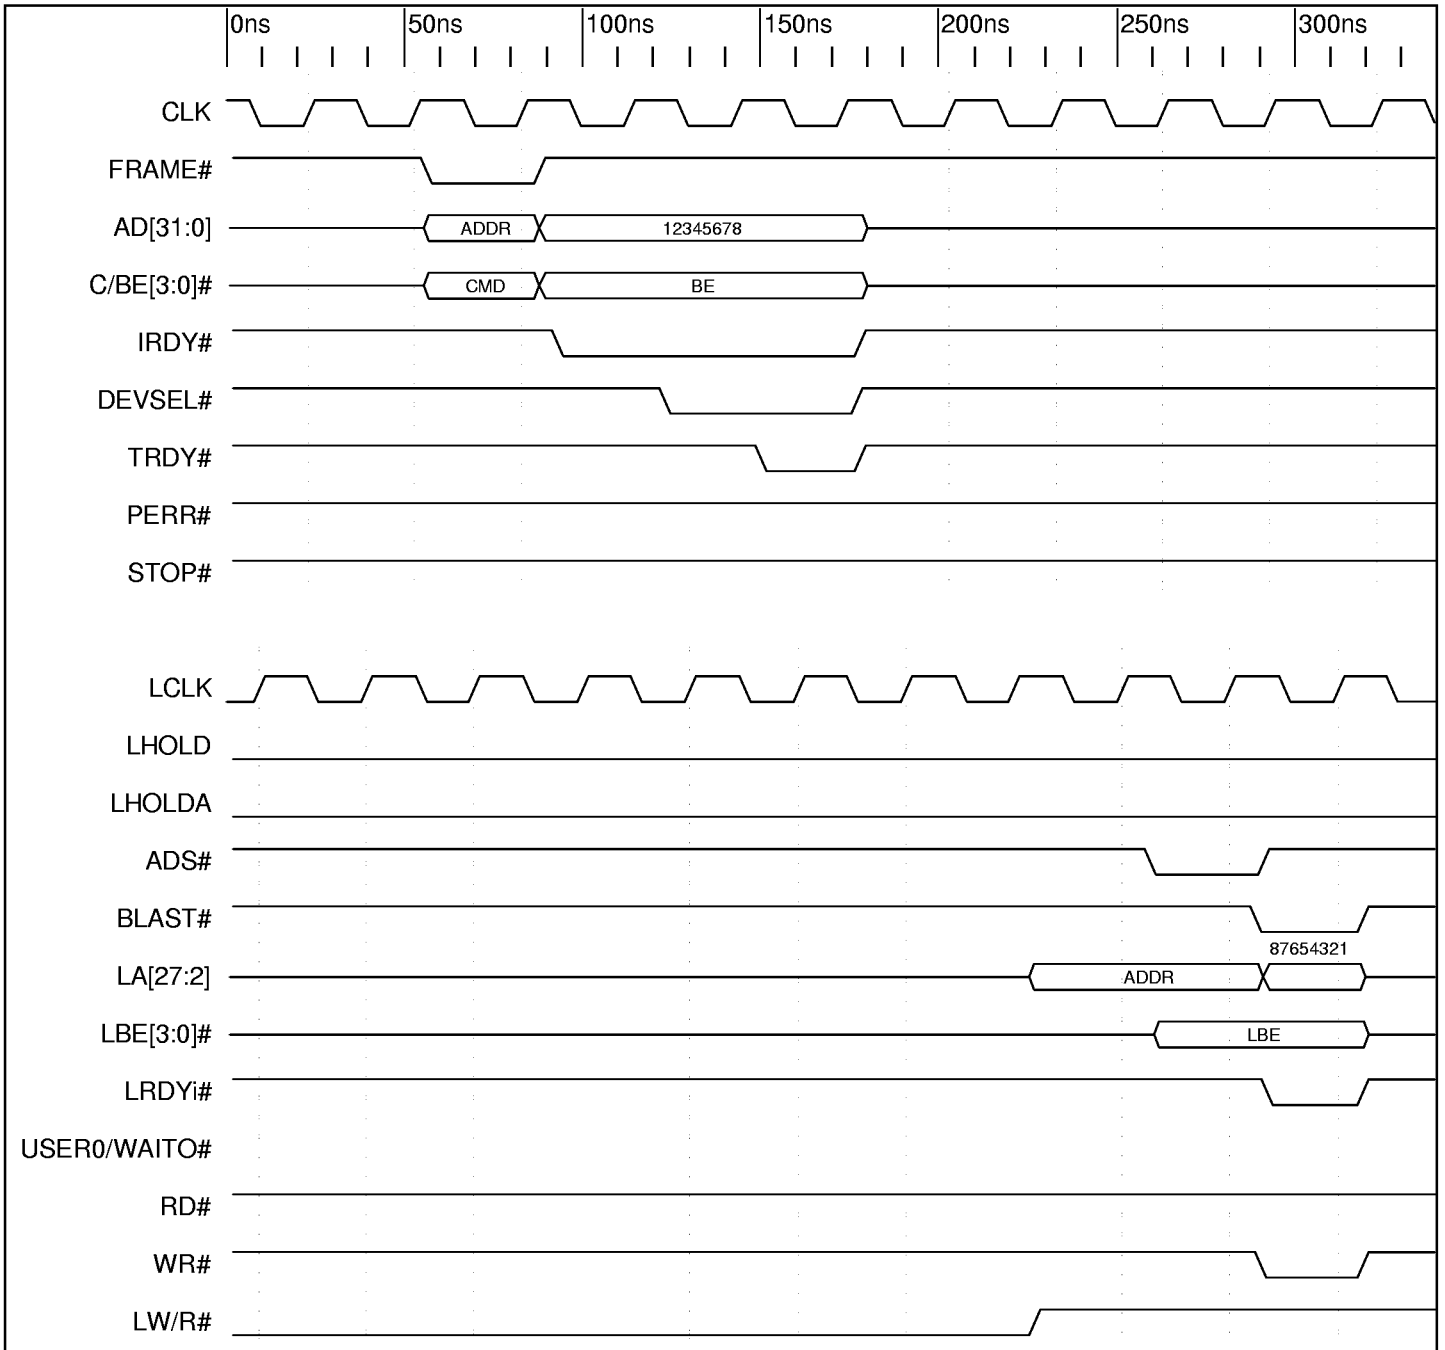 0ns 50ns 100ns 150ns 200ns 250ns 300ns
CLK
FRAME#
AD[31:0] ADDR 12345678
C/BE[3:0]# CMD BE
IRDY#
DEVSEL#
TRDY#
PERR#
STOP#
LCLK
LHOLD
LHOLDA
ADS#
BLAST#
87654321
LA[27:2] ADDR
LBE[3:0]# LBE
LRDYi#
USER0/WAITO#
RD#
WR#
LW/R#